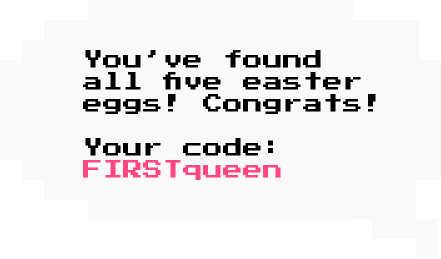 You've found
all five easter
eggs! Congrats!
Your code:
FIRSTqueen